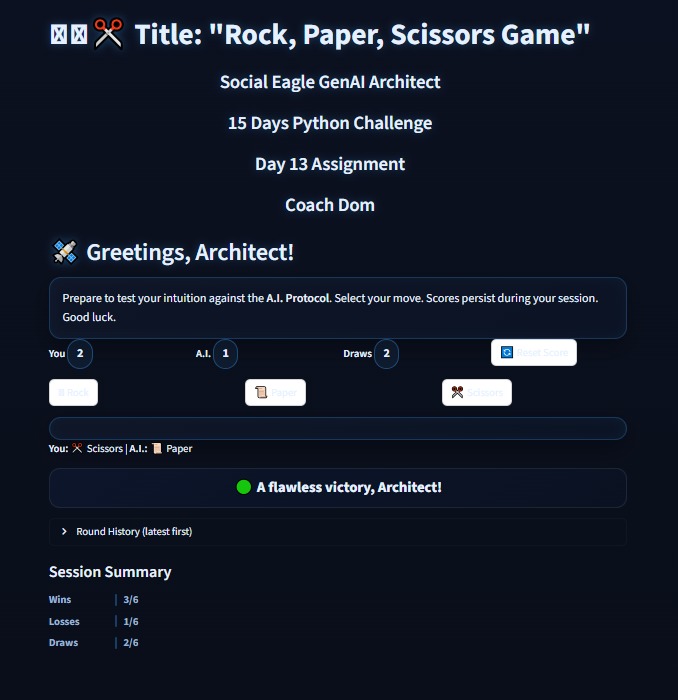 Title: "Rock, Paper, Scissors Game"
Social Eagle GenAI Architect
15 Days Python Challenge
Day 13 Assignment
Coach Dom
Greetings, Architect!
Prepare to test your intuition against the A.I. Protocol. Select your move. Scores persist during your session.
Good luck.
You 2 A.I. 1 Draws 2 Reset Score
Rock Paper Scissors
You: Scissors | A.I.: Paper
A flawless victory, Architect!
Round History (latest first)
Session Summary
Wins | 3/6
Losses | 1/6
Draws | 2/6